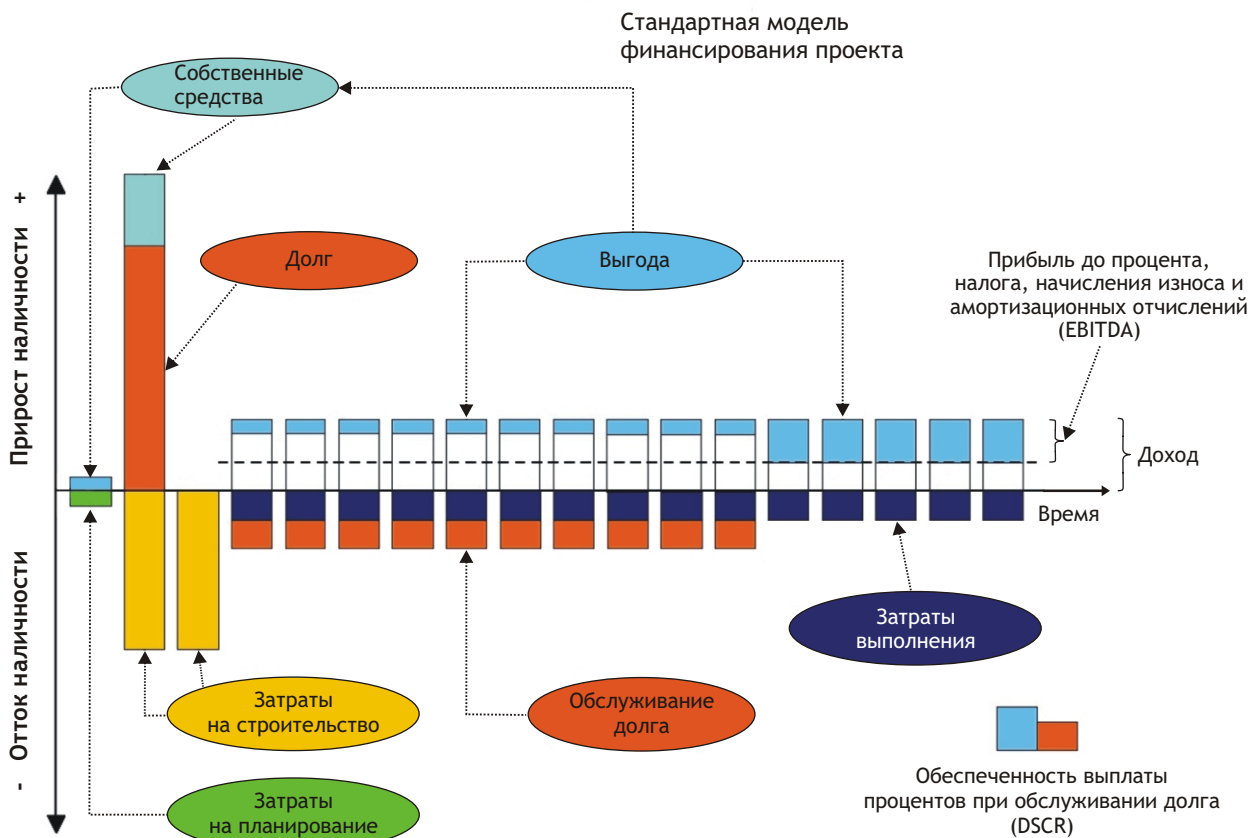 Стандартная модель
финансирования проекта
Собственные
средства
Долг
Выгода
Прибыль до процента,
налога, начисления износа и
амортизационных отчислений
(EBITDA)
Доход
Время
- Отток наличности Прирост наличности +
Затраты
выполнения
Затраты
на строительство
Обслуживание
долга
Затраты
на планирование
Обеспеченность выплаты
процентов при обслуживании долга
(DSCR)